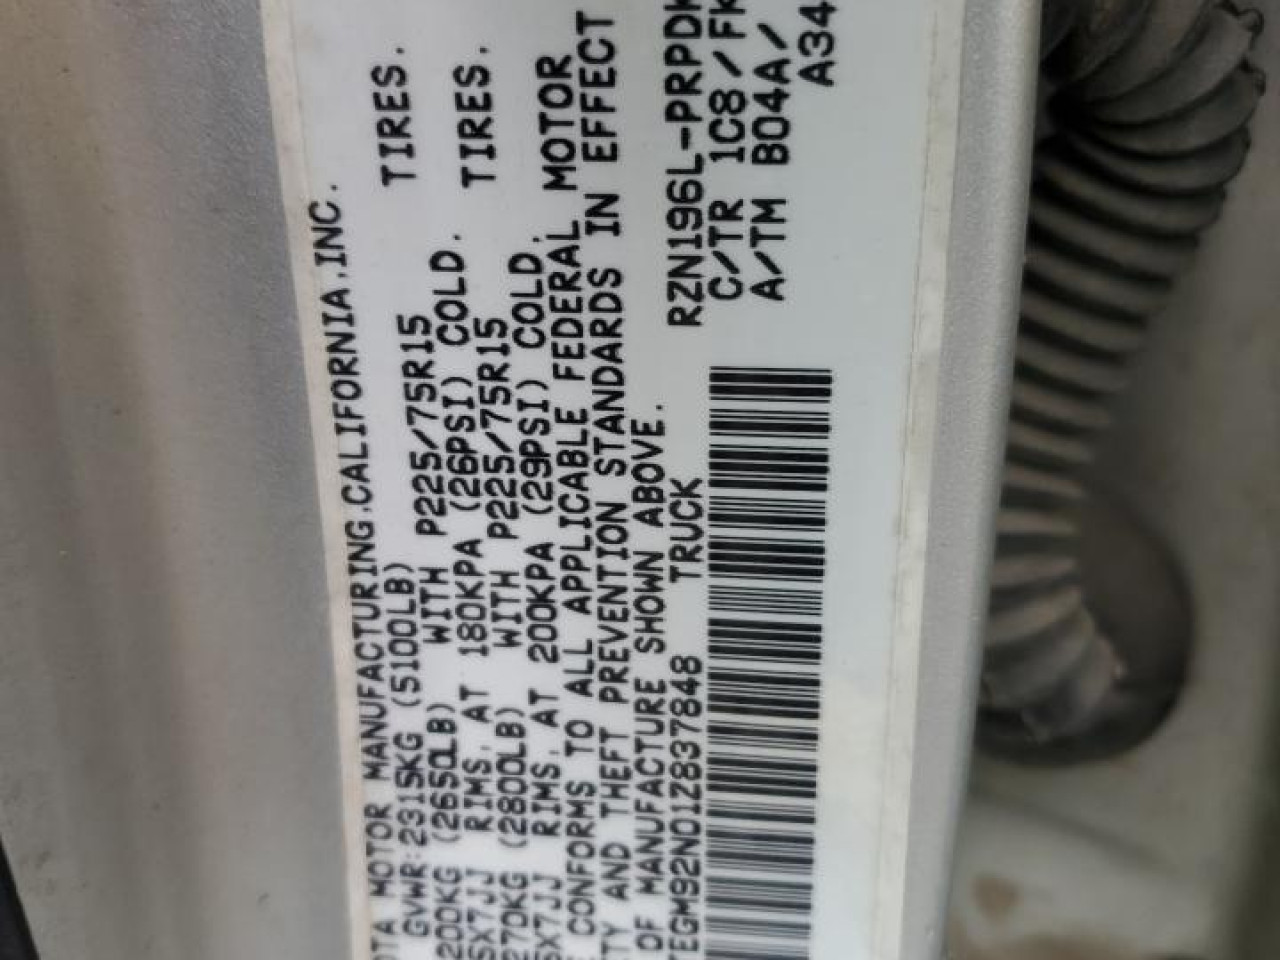 OTA MOTOR MANUFACTURING.CALIFORNIA.INC.
GVWR:2315KG (5100LB)
200KG (2650LB) WITH P225/75R15 TIRES.
5X7JJ RIMS. AT 180KPA (26PSI) COLD.
270KG (2800LB) WITH P225/75R15 TIRES.
5X7JJ RIMS. AT 200KPA (29PSI) COLD.
E CONFORMS TO ALL APPLICABLE FEDERAL MOTOR
TY AND THEFT PREVENTION STANDARDS IN EFFECT
OF MANUFACTURE SHOWN ABOVE.
TEGM92N01Z837848 TRUCK
RZN196L-PRPDK
C/TR 1C8/FK
A/TM B04A/
A34